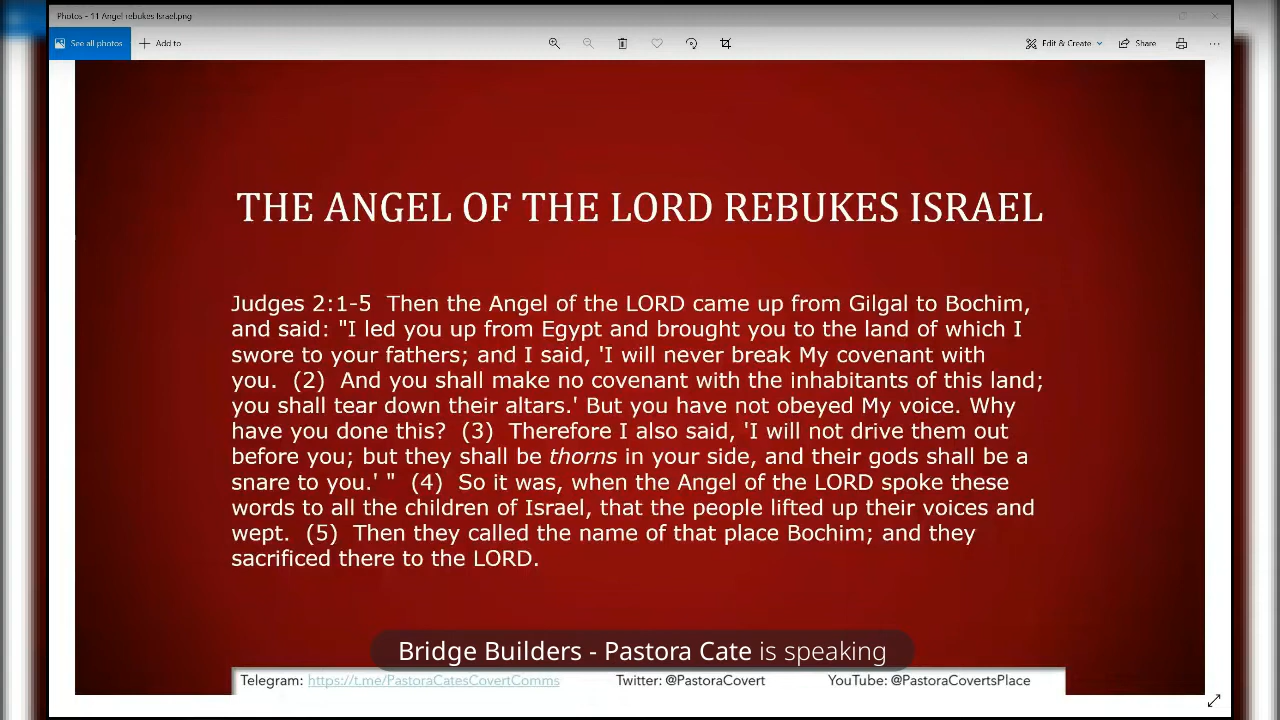 Photos - 11 Angel rebukes Israel.png
See all photos
Add to
Edit & Create
Share
THE ANGEL OF THE LORD REBUKES ISRAEL
Judges 2:1-5  Then the Angel of the LORD came up from Gilgal to Bochim,
and said: "I led you up from Egypt and brought you to the land of which I
swore to your fathers; and I said, 'I will never break My covenant with
you.  (2)  And you shall make no covenant with the inhabitants of this land;
you shall tear down their altars.' But you have not obeyed My voice. Why
have you done this?  (3)  Therefore I also said, 'I will not drive them out
before you; but they shall be thorns in your side, and their gods shall be a
snare to you.' "  (4)  So it was, when the Angel of the LORD spoke these
words to all the children of Israel, that the people lifted up their voices and
wept.  (5)  Then they called the name of that place Bochim; and they
sacrificed there to the LORD.
Bridge Builders - Pastora Cate is speaking
Telegram: https://t.me/PastoraCatesCovertComms Twitter: @PastoraCovert YouTube: @PastoraCovertsPlace